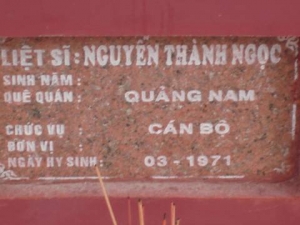 LIỆT SĨ : NGUYỄN THÀNH NGỌC
SINH NĂM :
QUÊ QUÁN : QUẢNG NAM
CHỨC VỤ : CÁN BỘ
ĐƠN VỊ :
NGÀY HY SINH : 03 - 1971